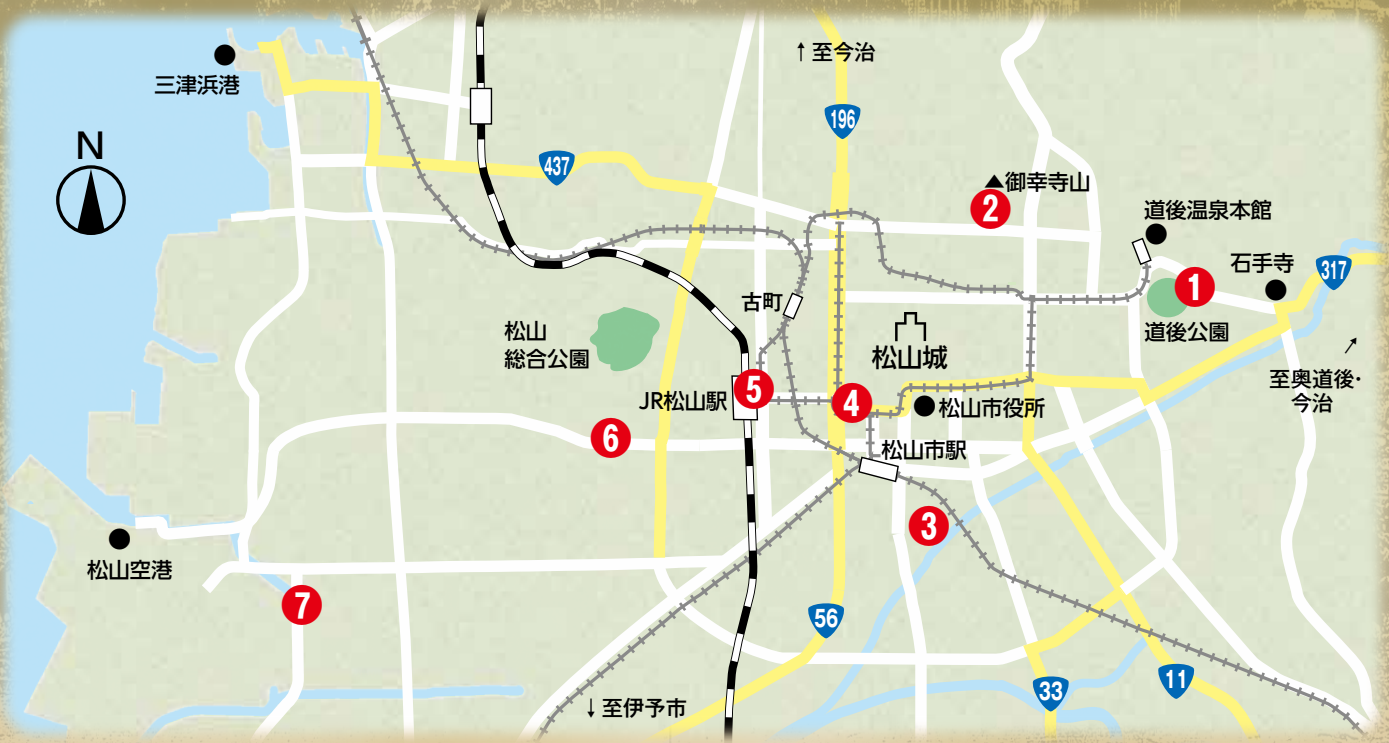 三津浜港
↑至今治
N
196
437
▲御幸寺山
2
道後温泉本館
石手寺
317
1
道後公園
古町
松山
総合公園
松山城
至奥道後・
今治
JR松山駅
5
4
松山市役所
6
松山市駅
3
松山空港
7
56
33
11
↓至伊予市